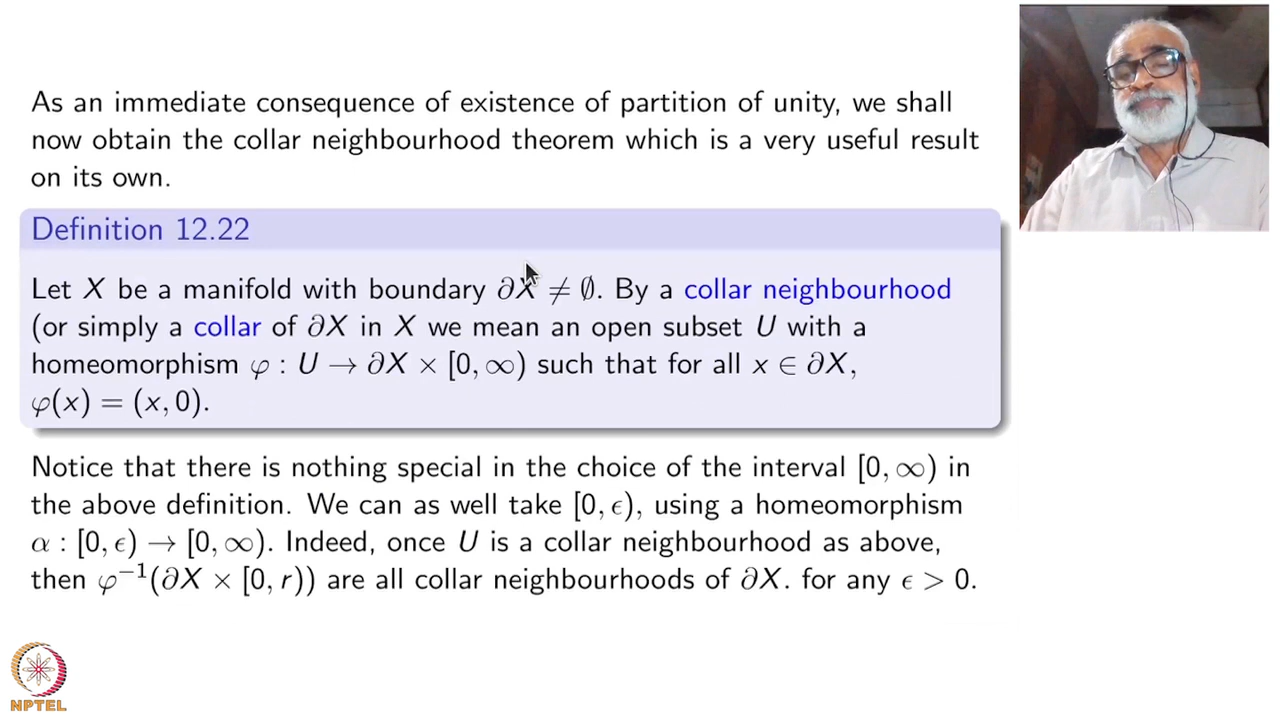 As an immediate consequence of existence of partition of unity, we shall
now obtain the collar neighbourhood theorem which is a very useful result
on its own.
Definition 12.22
Let X be a manifold with boundary ∂X ≠ ∅. By a collar neighbourhood
(or simply a collar of ∂X in X we mean an open subset U with a
homeomorphism φ : U → ∂X × [0, ∞) such that for all x ∈ ∂X,
φ(x) = (x, 0).
Notice that there is nothing special in the choice of the interval [0, ∞) in
the above definition. We can as well take [0, ϵ), using a homeomorphism
α : [0, ϵ) → [0, ∞). Indeed, once U is a collar neighbourhood as above,
then φ⁻¹(∂X × [0, r)) are all collar neighbourhoods of ∂X. for any ϵ > 0.
NPTEL